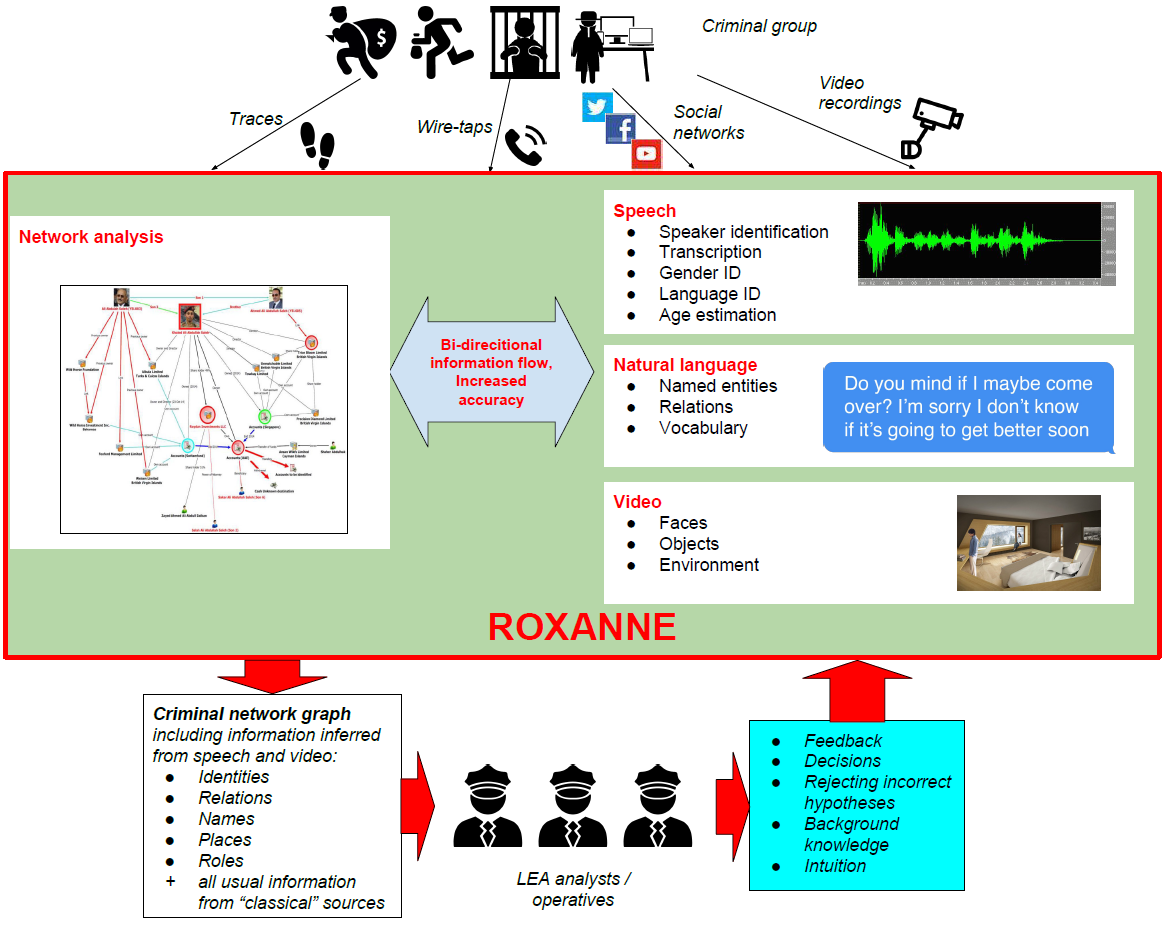 Criminal group
Traces
Wire-taps
Social
networks
Video
recordings
Network analysis
Bi-direcitional
information flow,
Increased
accuracy
Speech
● Speaker identification
● Transcription
● Gender ID
● Language ID
● Age estimation
Natural language
● Named entities
● Relations
● Vocabulary
Do you mind if I maybe come
over? I'm sorry I don't know
if it's going to get better soon
Video
● Faces
● Objects
● Environment
ROXANNE
Criminal network graph
including information inferred
from speech and video:
● Identities
● Relations
● Names
● Places
● Roles
+ all usual information
from “classical” sources
LEA analysts /
operatives
● Feedback
● Decisions
● Rejecting incorrect
hypotheses
● Background
knowledge
● Intuition